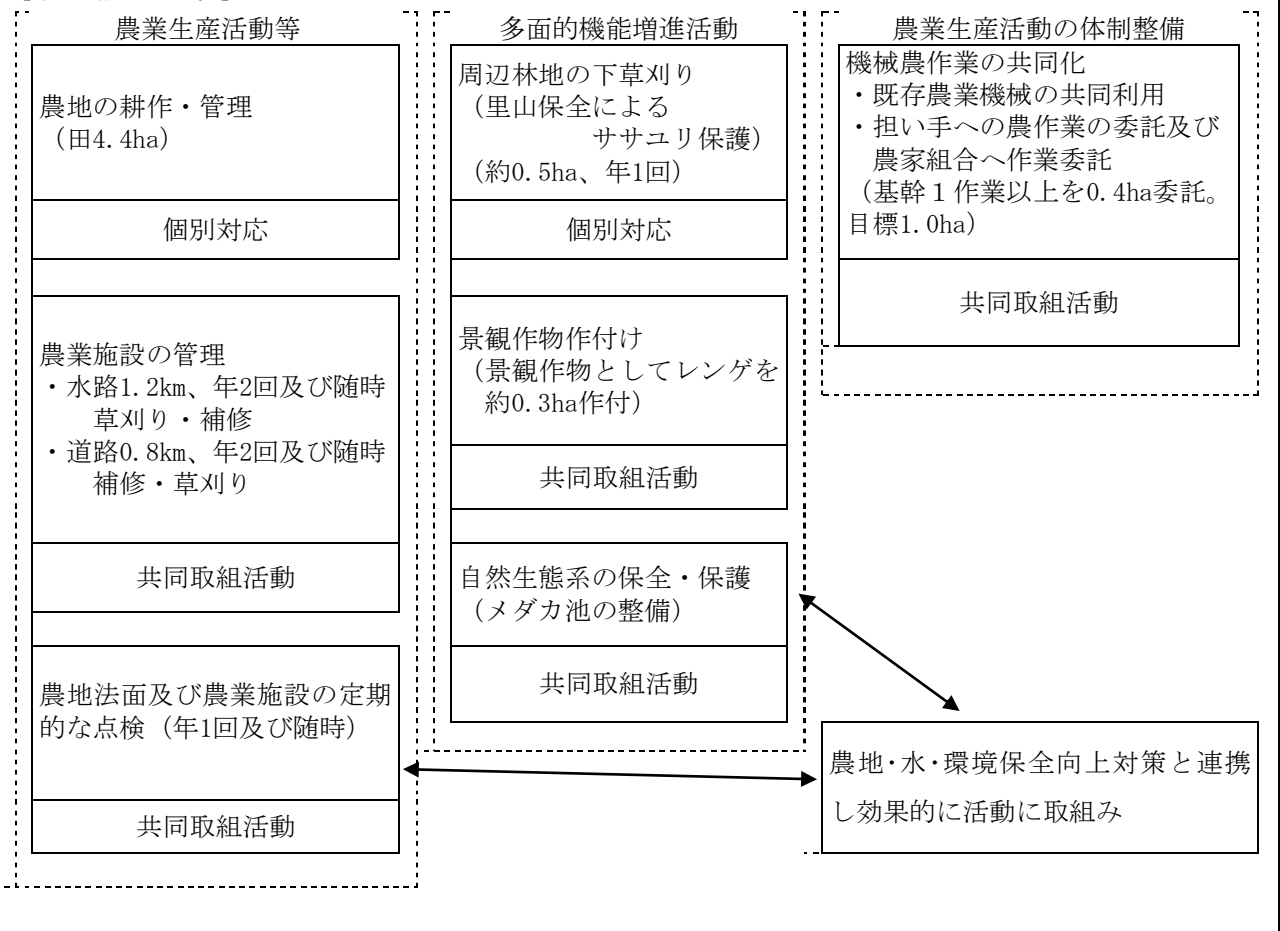 農業生産活動等
農地の耕作・管理
（田4.4ha）
個別対応
農業施設の管理
・水路1.2km、年2回及び随時
草刈り・補修
・道路0.8km、年2回及び随時
補修・草刈り
共同取組活動
農地法面及び農業施設の定期
的な点検（年1回及び随時）
共同取組活動
多面的機能増進活動
周辺林地の下草刈り
（里山保全による
ササユリ保護）
（約0.5ha、年1回）
個別対応
景観作物作付け
（景観作物としてレンゲを
約0.3ha作付）
共同取組活動
自然生態系の保全・保護
（メダカ池の整備）
共同取組活動
農業生産活動の体制整備
機械農作業の共同化
・既存農業機械の共同利用
・担い手への農作業の委託及び
農家組合へ作業委託
（基幹１作業以上を0.4ha委託。
目標1.0ha）
共同取組活動
農地・水・環境保全向上対策と連携
し効果的に活動に取組み